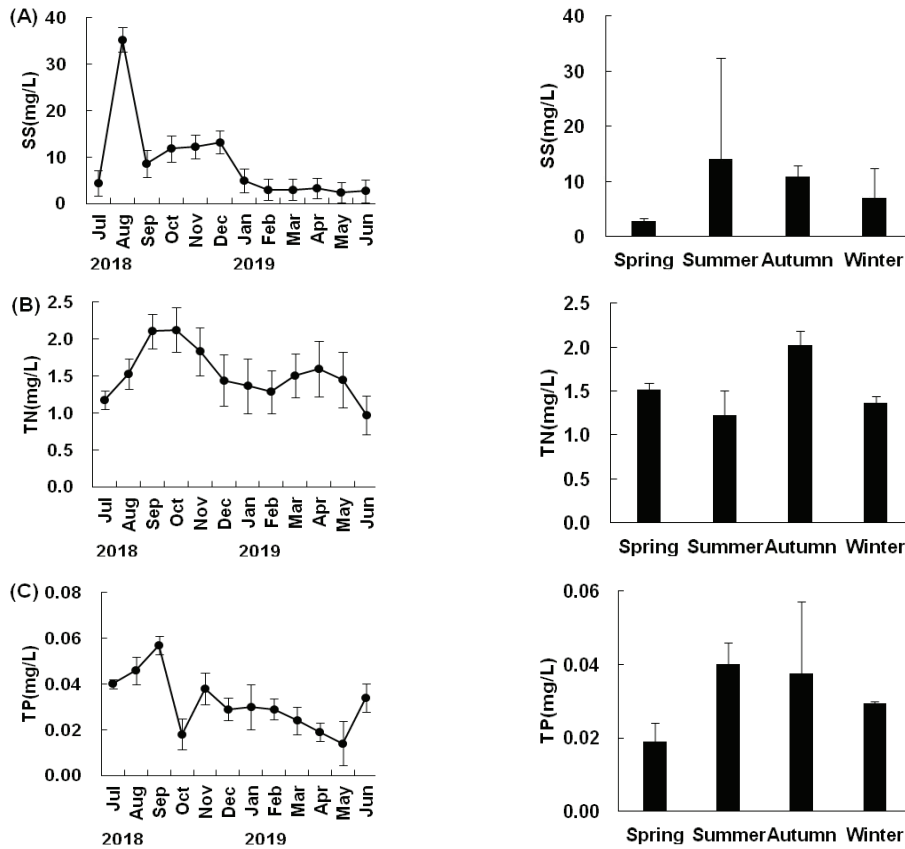 (A)
SS(mg/L)
40
30
20
10
0
Jul Aug Sep Oct Nov Dec Jan Feb Mar Apr May Jun
2018 2019
SS(mg/L)
40
30
20
10
0
Spring Summer Autumn Winter
(B)
TN(mg/L)
2.5
2.0
1.5
1.0
0.5
0.0
Jul Aug Sep Oct Nov Dec Jan Feb Mar Apr May Jun
2018 2019
TN(mg/L)
2.5
2.0
1.5
1.0
0.5
0.0
Spring Summer Autumn Winter
(C)
TP(mg/L)
0.08
0.06
0.04
0.02
0.00
Jul Aug Sep Oct Nov Dec Jan Feb Mar Apr May Jun
2018 2019
TP(mg/L)
0.06
0.04
0.02
0.00
Spring Summer Autumn Winter